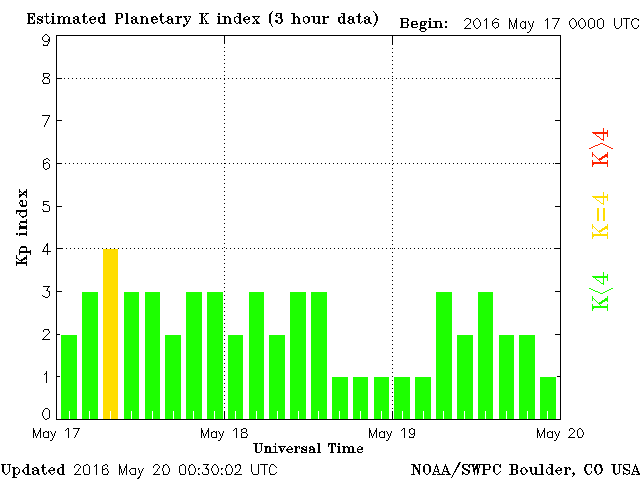 Estimated Planetary K index (3 hour data)
Begin: 2016 May 17 0000 UTC
9
8
7
6
5
4
3
2
1
0
Kp index
May 17
May 18
May 19
May 20
Universal Time
K>4
K=4
K<4
Updated 2016 May 20 00:30:02 UTC
NOAA/SWPC Boulder, CO USA